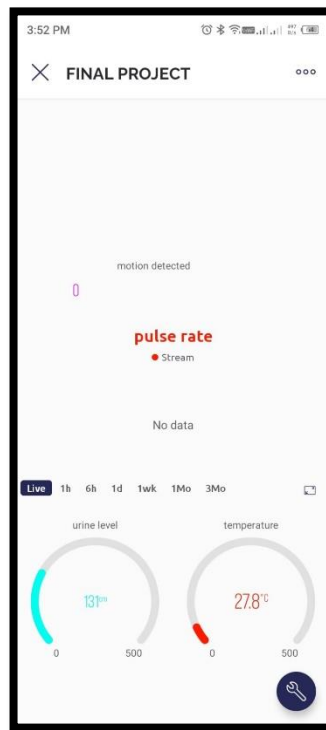 3:52 PM
FINAL PROJECT
motion detected
0
pulse rate
Stream
No data
Live 1h 6h 1d 1wk 1Mo 3Mo
urine level temperature
131 27.8°C
0 500 0 500